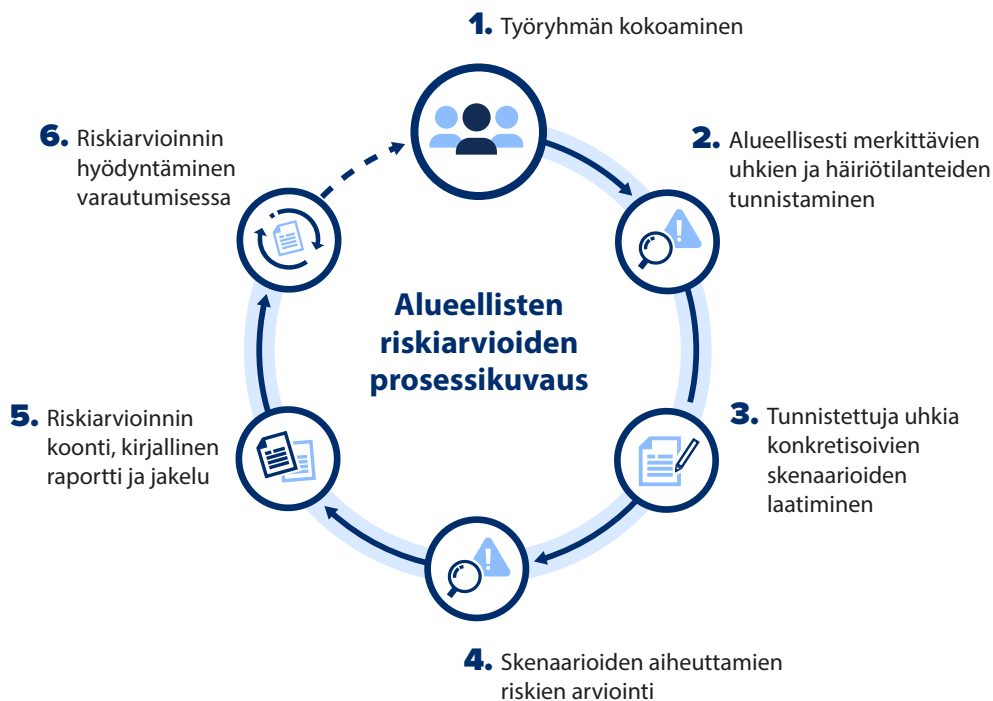 1. Työryhmän kokoaminen
2. Alueellisesti merkittävien
uhkien ja häiriötilanteiden
tunnistaminen
3. Tunnistettuja uhkia
konkretisoivien
skenaarioiden
laatiminen
4. Skenaarioiden aiheuttamien
riskien arviointi
5. Riskiarvioinnin
koonti, kirjallinen
raportti ja jakelu
6. Riskiarvioinnin
hyödyntäminen
varautumisessa
Alueellisten
riskiarvioiden
prosessikuvaus